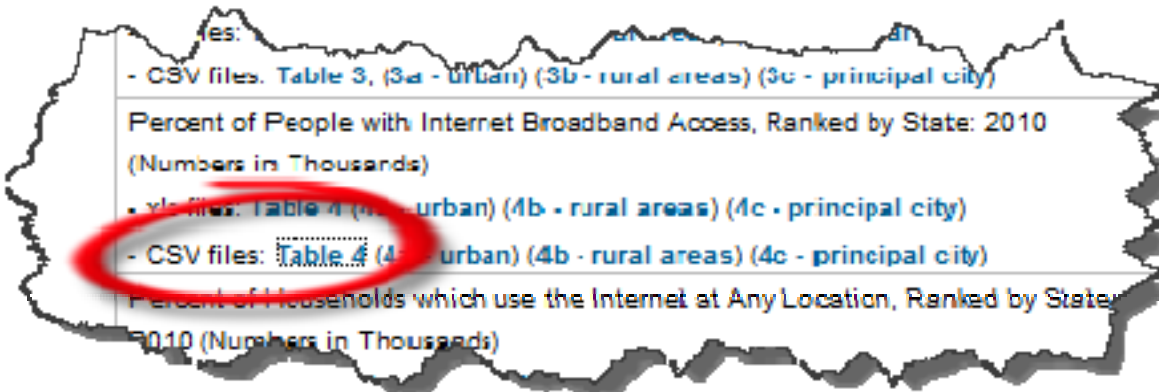 les:
- CSV files: Table 3, (3a - urban) (3b - rural areas) (3c - principal city)
Percent of People with Internet Broadband Access, Ranked by State: 2010
(Numbers in Thousands)
- xls files: Table 4 (4a - urban) (4b - rural areas) (4c - principal city)
- CSV files: Table 4 (4a - urban) (4b - rural areas) (4c - principal city)
Percent of Households which use the Internet at Any Location, Ranked by State:
2010 (Numbers in Thousands)